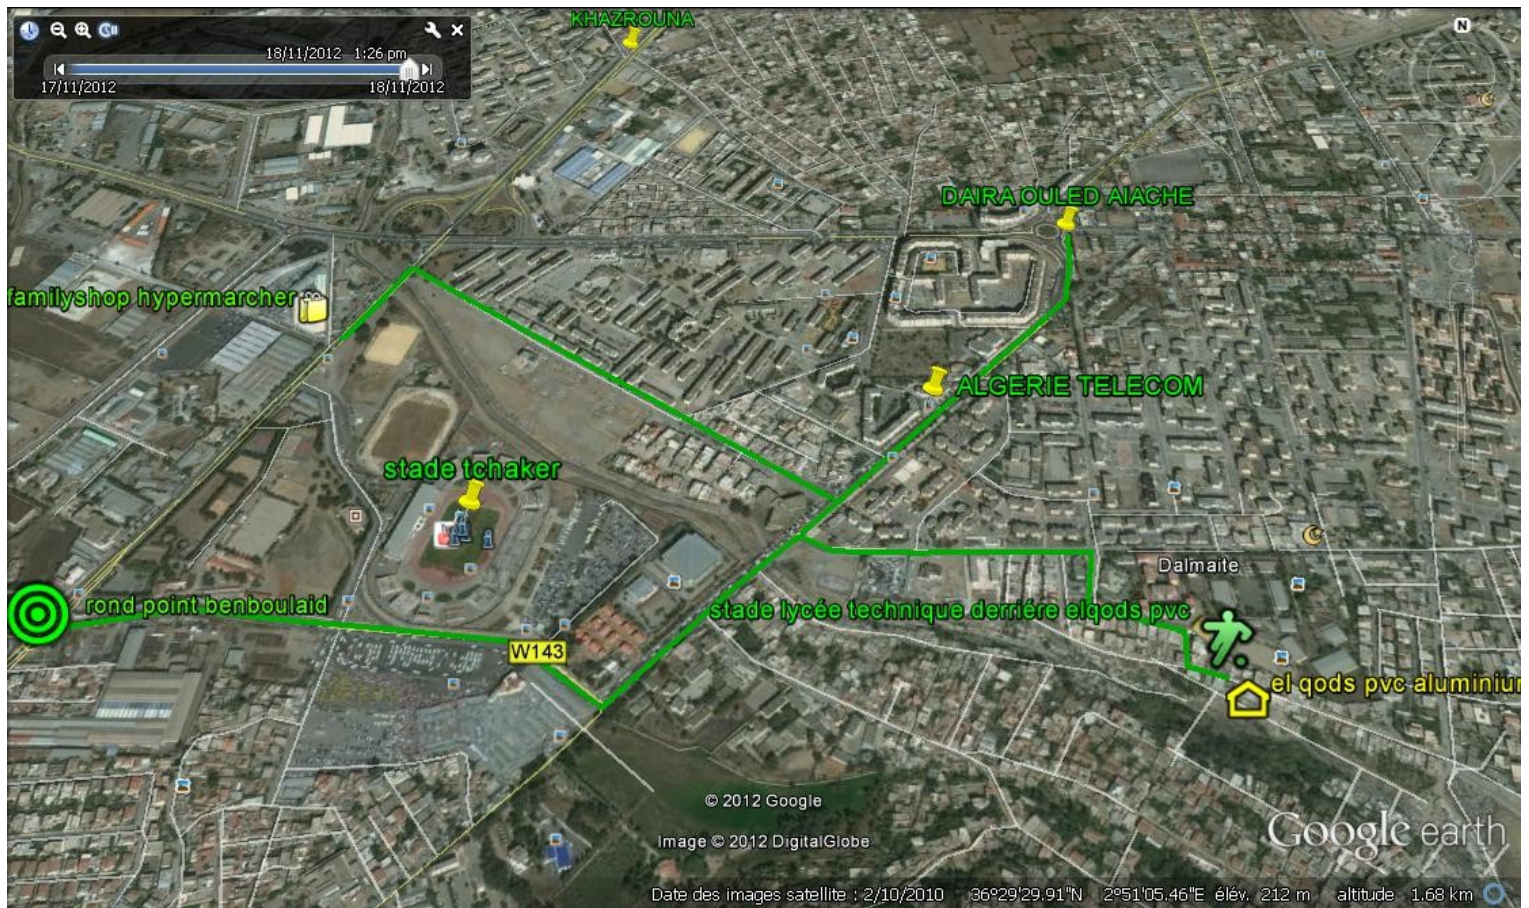 KHAZROUNA
N
18/11/2012 1:26 pm
17/11/2012
18/11/2012
DAIRA OULED AIACHE
familyshop hypermarcher
ALGERIE TELECOM
stade tchaker
Dalmaite
rond point benboulaid
stade lycée technique derriére elqods pvc
W143
el qods pvc aluminiu
© 2012 Google
Image © 2012 DigitalGlobe
Google earth
Date des images satellite : 2/10/2010 36°29'29.91"N 2°51'05.46"E élév. 212 m altitude 1.68 km